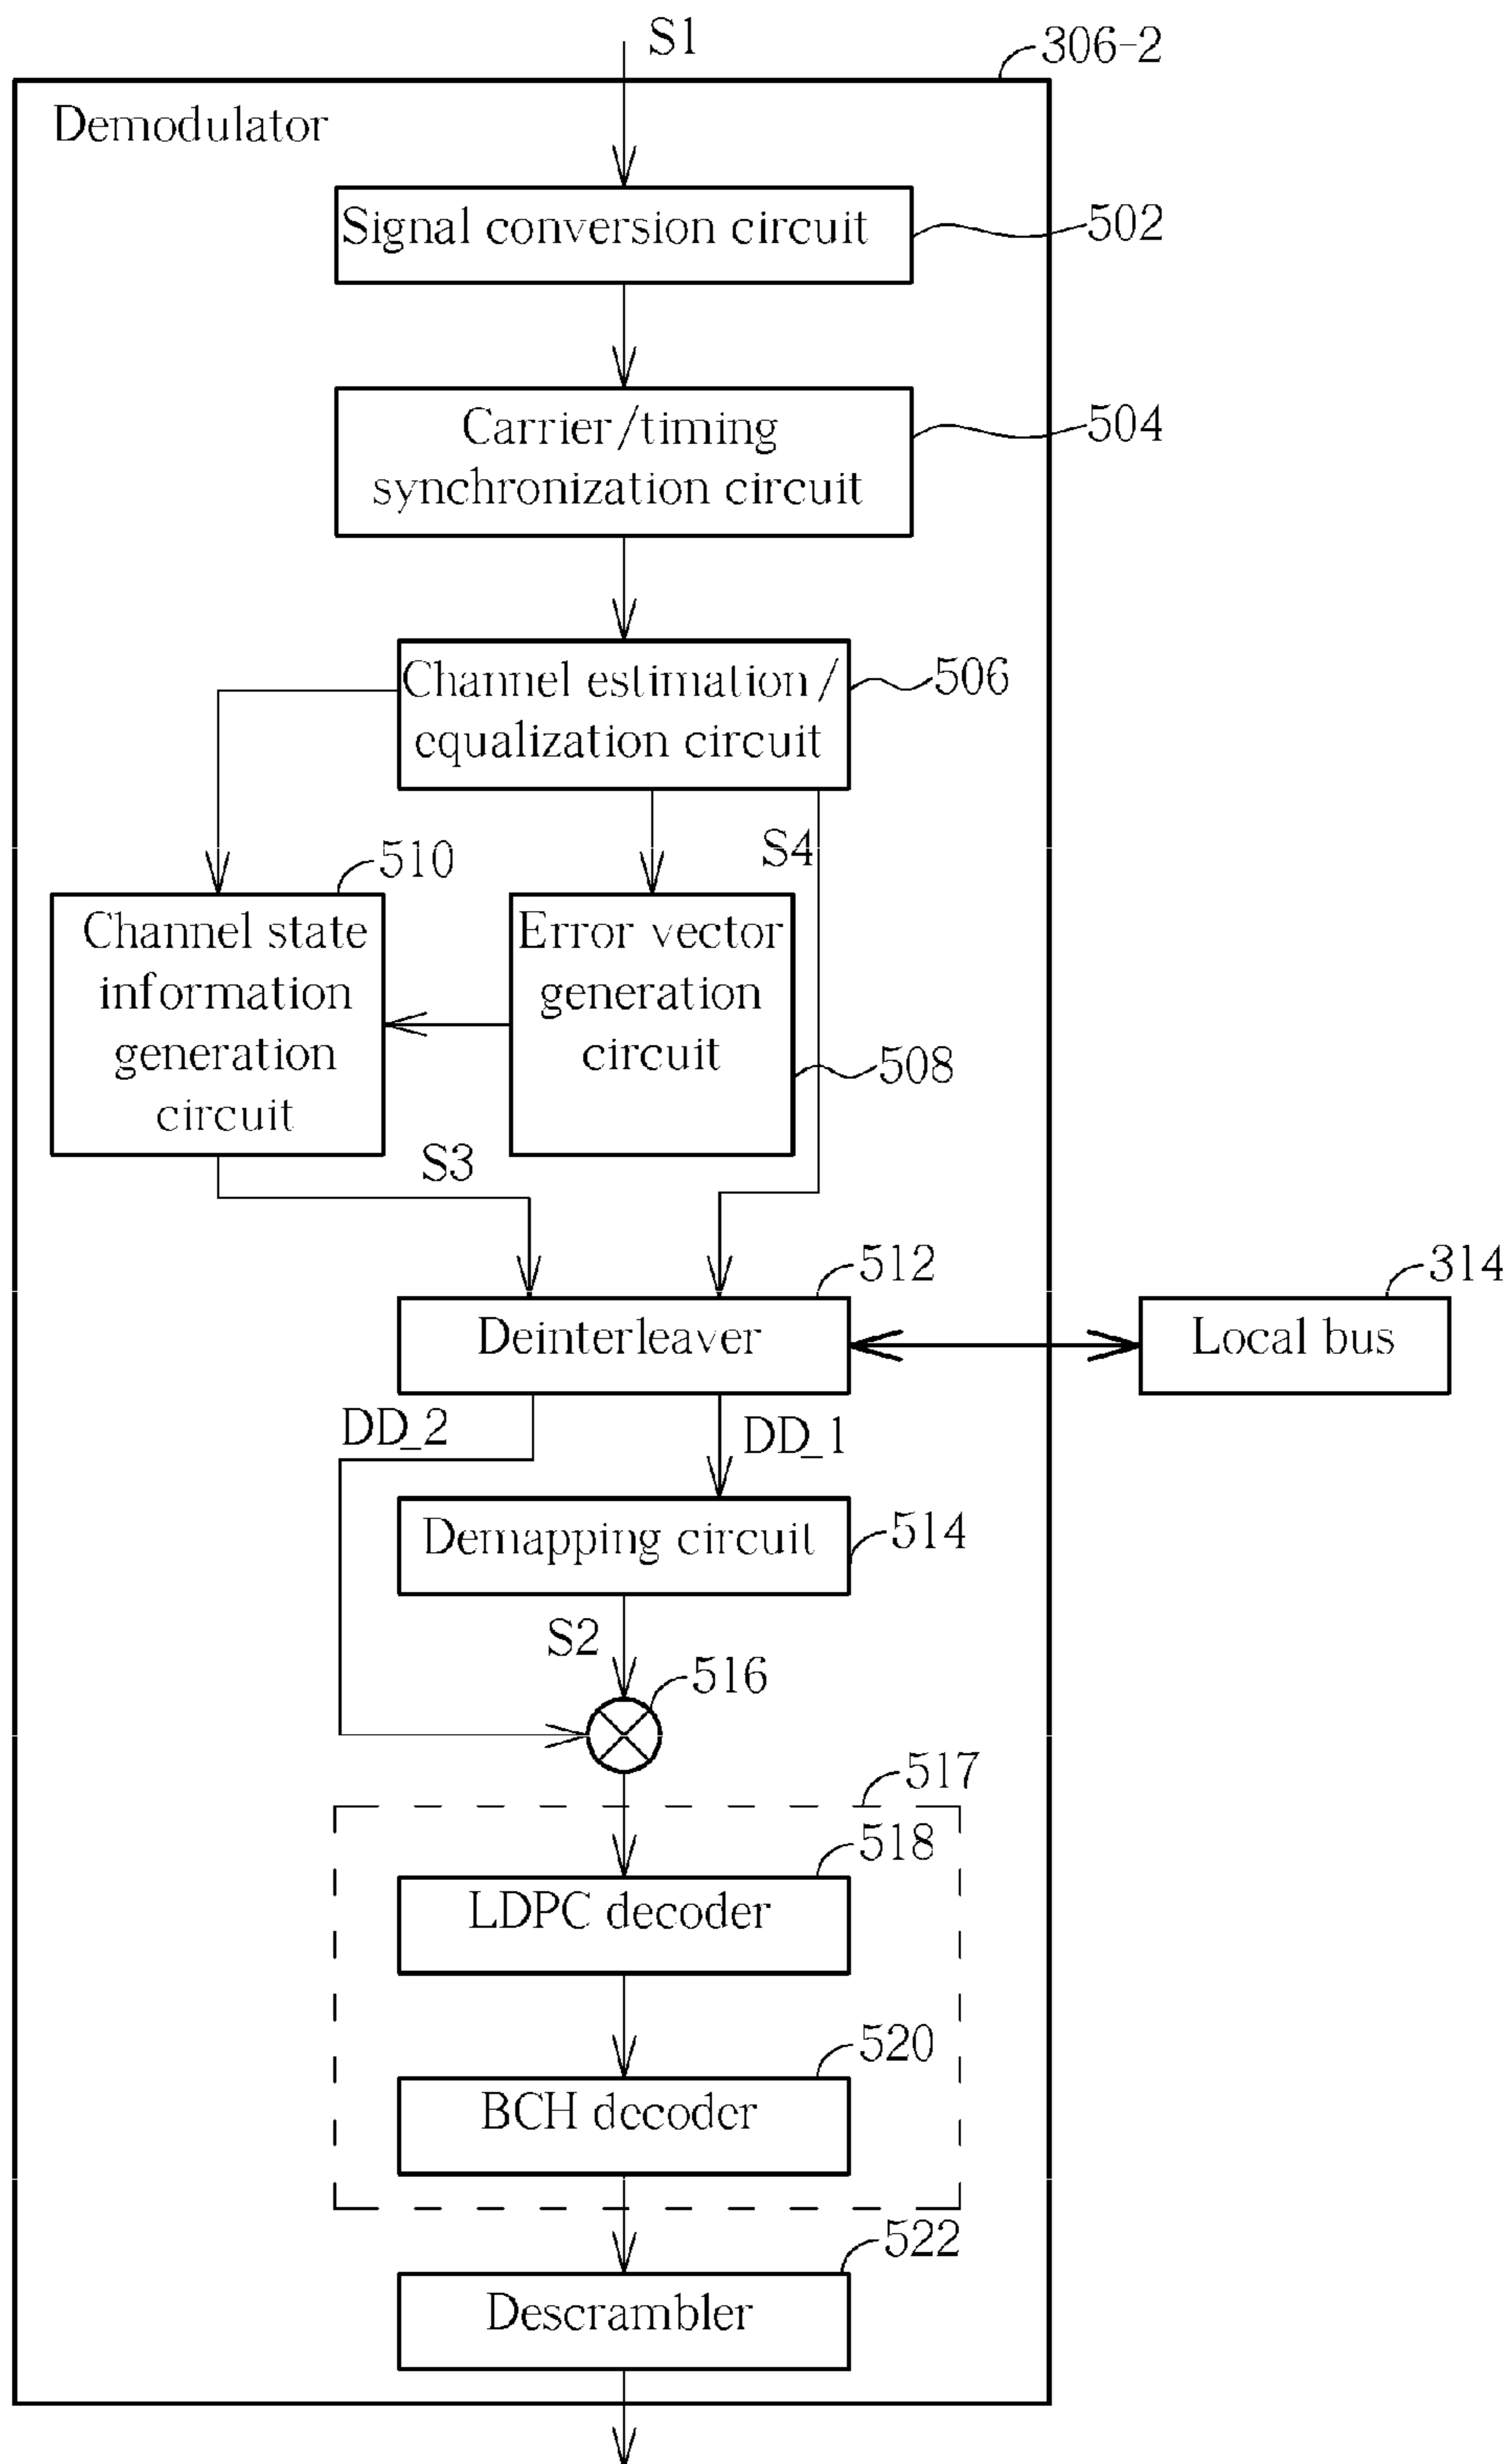 S1
306-2
Demodulator
Signal conversion circuit
502
Carrier/timing
synchronization circuit
504
Channel estimation/
equalization circuit
506
S4
510
Channel state
information
generation
circuit
Error vector
generation
circuit
508
S3
512
Deinterleaver
314
Local bus
DD_2
DD_1
Demapping circuit
514
S2
516
517
518
LDPC decoder
520
BCH decoder
522
Descrambler